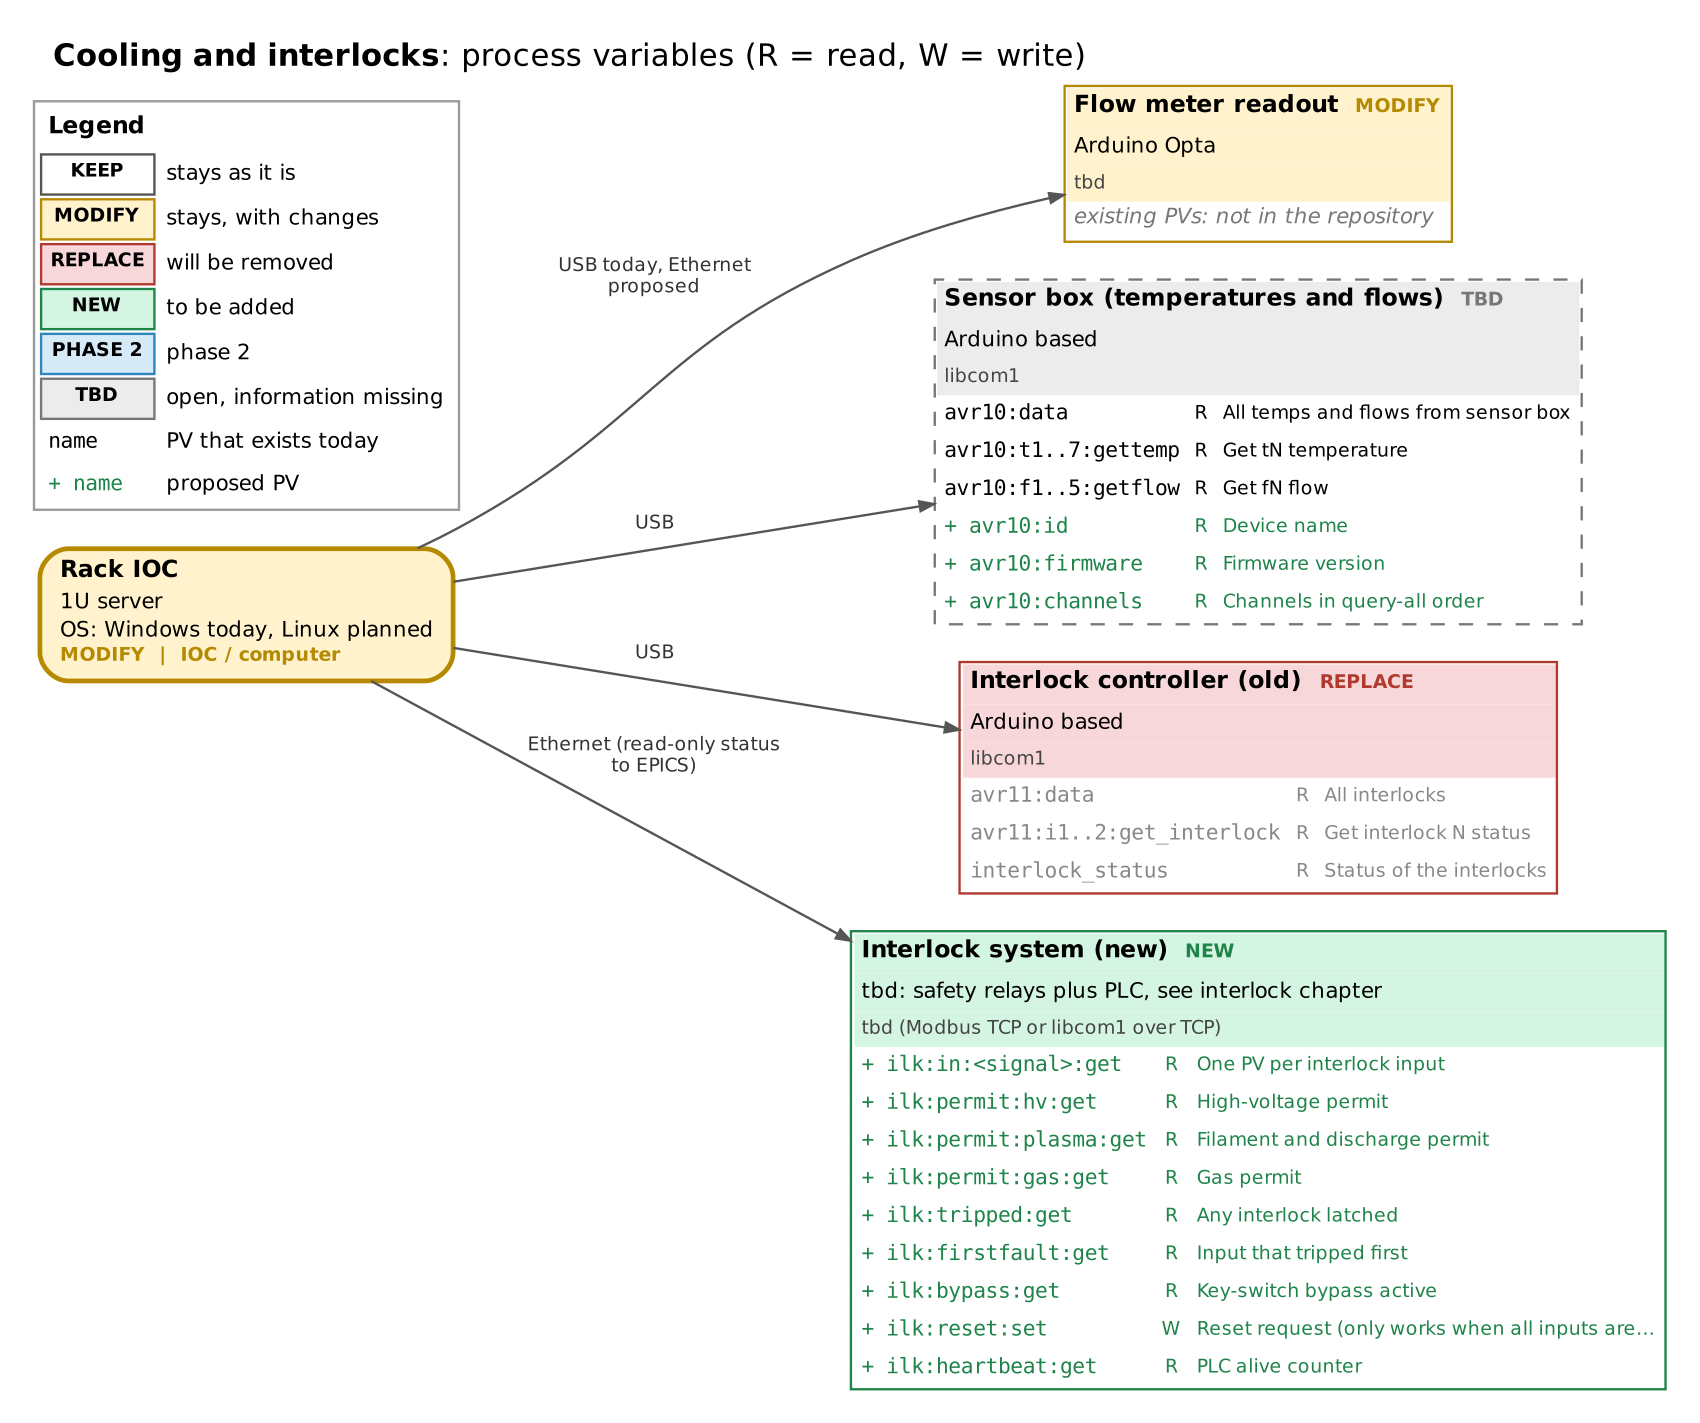 Cooling and interlocks: process variables (R = read, W = write)
Legend
KEEP stays as it is
MODIFY stays, with changes
REPLACE will be removed
NEW to be added
PHASE 2 phase 2
TBD open, information missing
name PV that exists today
+ name proposed PV
Rack IOC
1U server
OS: Windows today, Linux planned
MODIFY | IOC / computer
USB today, Ethernet
proposed
USB
USB
Ethernet (read-only status
to EPICS)
Flow meter readout MODIFY
Arduino Opta
tbd
existing PVs: not in the repository
Sensor box (temperatures and flows) TBD
Arduino based
libcom1
avr10:data R All temps and flows from sensor box
avr10:t1..7:gettemp R Get tN temperature
avr10:f1..5:getflow R Get fN flow
+ avr10:id R Device name
+ avr10:firmware R Firmware version
+ avr10:channels R Channels in query-all order
Interlock controller (old) REPLACE
Arduino based
libcom1
avr11:data R All interlocks
avr11:i1..2:get_interlock R Get interlock N status
interlock_status R Status of the interlocks
Interlock system (new) NEW
tbd: safety relays plus PLC, see interlock chapter
tbd (Modbus TCP or libcom1 over TCP)
+ ilk:in:<signal>:get R One PV per interlock input
+ ilk:permit:hv:get R High-voltage permit
+ ilk:permit:plasma:get R Filament and discharge permit
+ ilk:permit:gas:get R Gas permit
+ ilk:tripped:get R Any interlock latched
+ ilk:firstfault:get R Input that tripped first
+ ilk:bypass:get R Key-switch bypass active
+ ilk:reset:set W Reset request (only works when all inputs are...
+ ilk:heartbeat:get R PLC alive counter